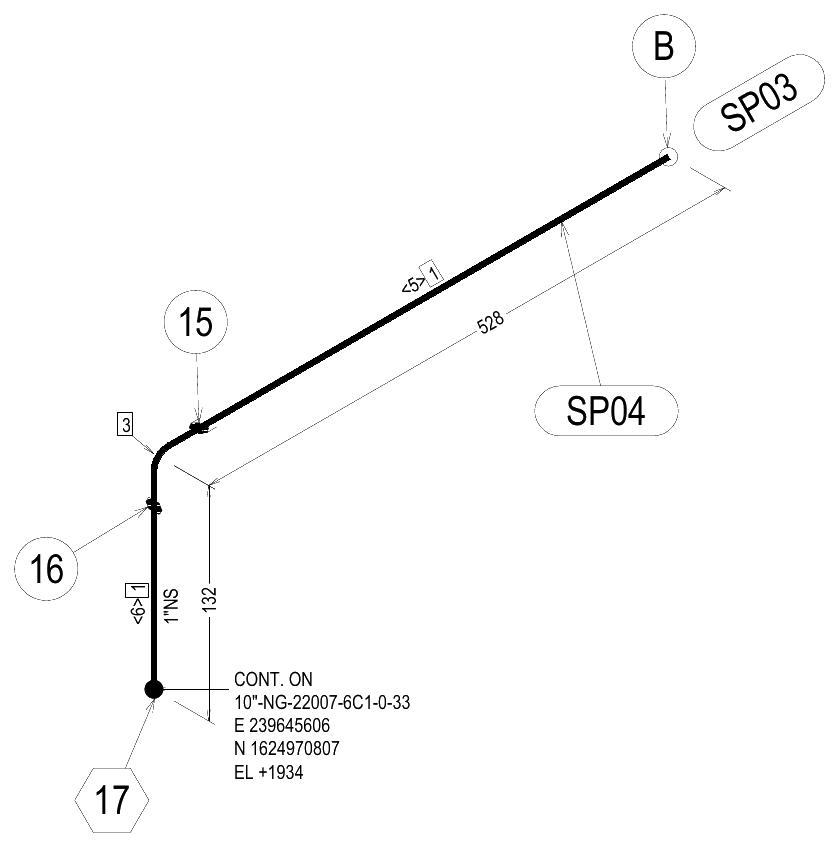 B
SP03
<5> 1
528
15
SP04
3
16
<6> 1
1"NS
132
CONT. ON
10"-NG-22007-6C1-0-33
E 239645606
N 1624970807
EL +1934
17